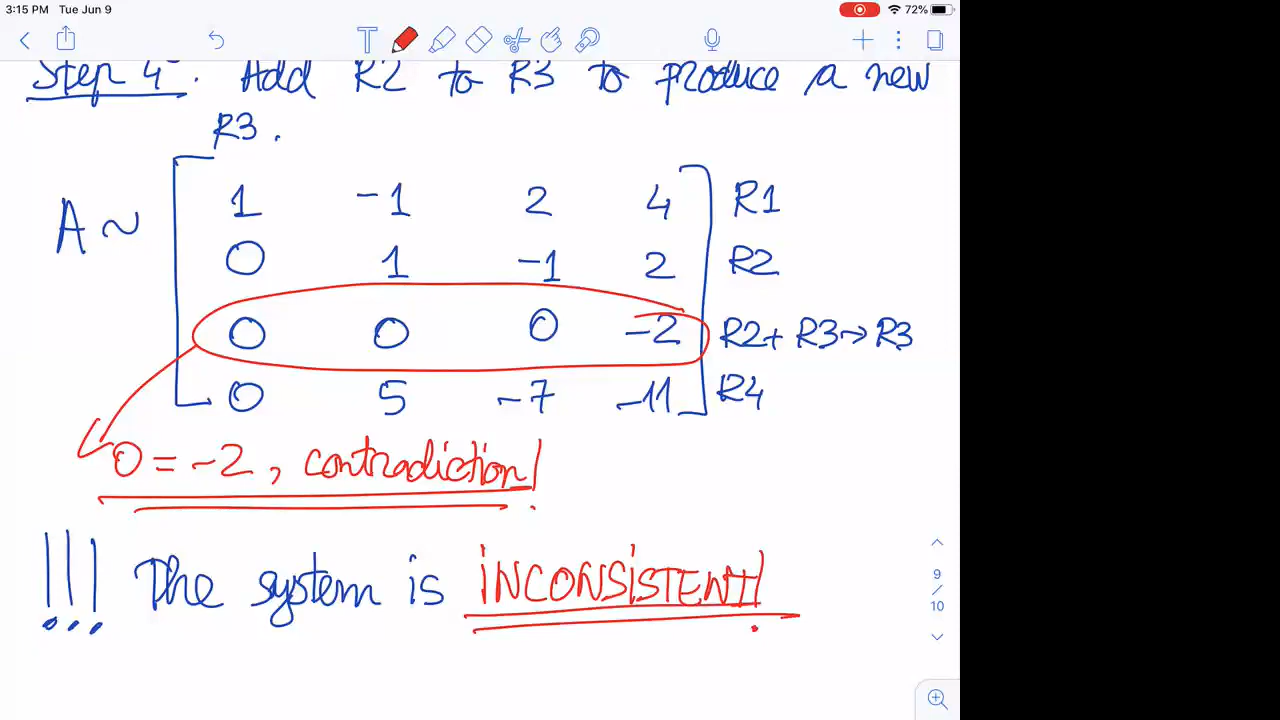 3:15 PM Tue Jun 9 72%
T
Step 4: Add R2 to R3 to produce a new
R3.
1 -1 2 4 R1
A ~
0 1 -1 2 R2
0 0 0 -2 R2+ R3→R3
0 5 -7 -11 R4
0 = -2, contradiction!
!!! The system is INCONSISTENT!
9
/
10